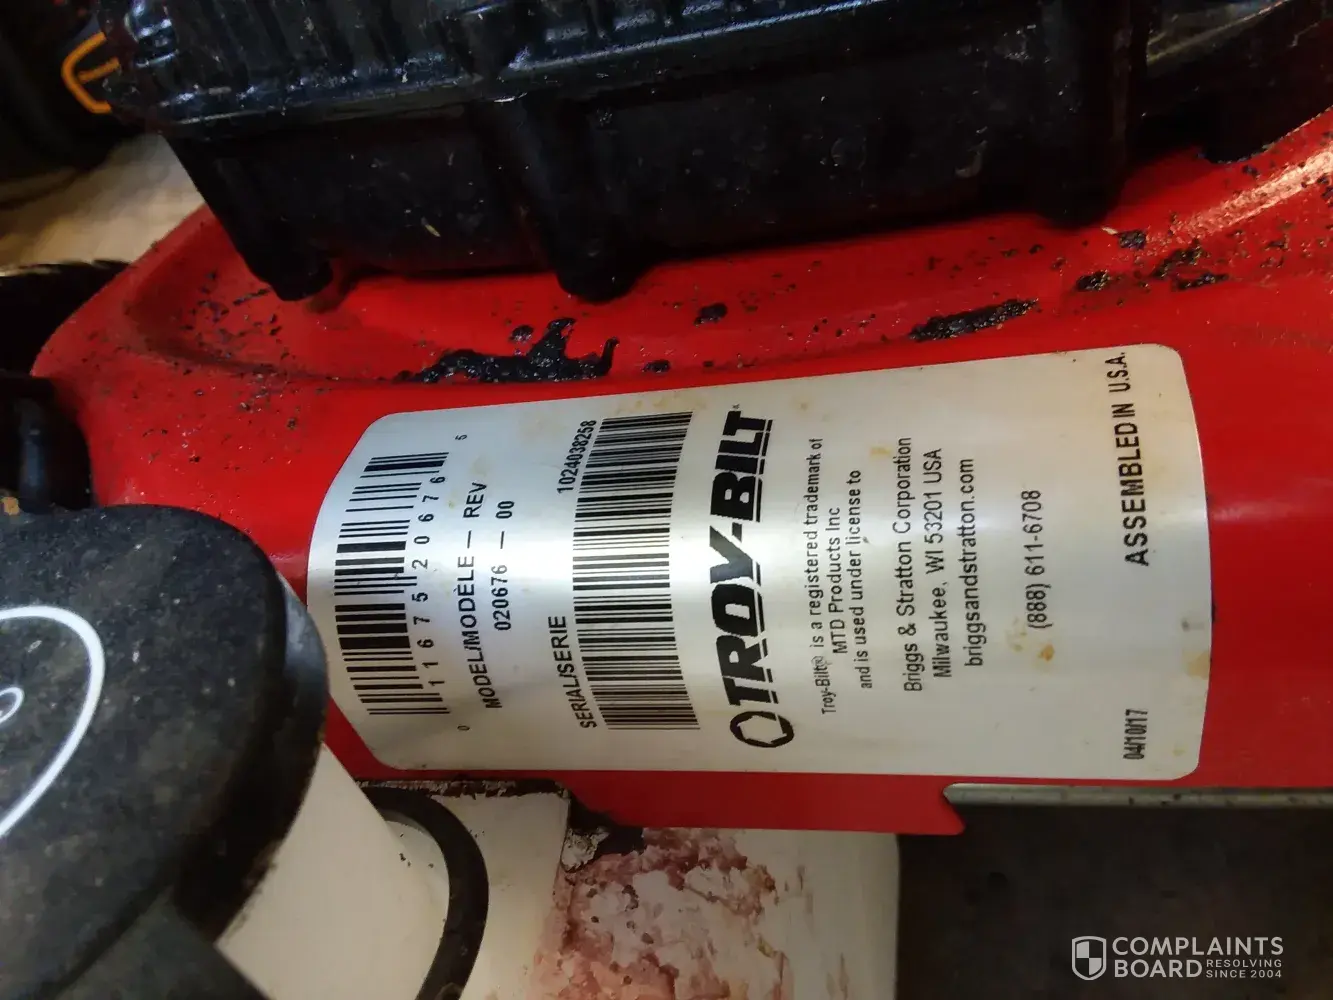 0 11675 20676 6
MODEL/MODÈLE — REV
020676 — 00
SERIAL/SERIE 1024038258
TROY-BILT
Troy-Bilt® is a registered trademark of
MTD Products Inc
and is used under license to
Briggs & Stratton Corporation
Milwaukee, WI 53201 USA
briggsandstratton.com
(888) 611-6708
04/10/17 ASSEMBLED IN U.S.A.
COMPLAINTS
BOARD RESOLVING
SINCE 2004